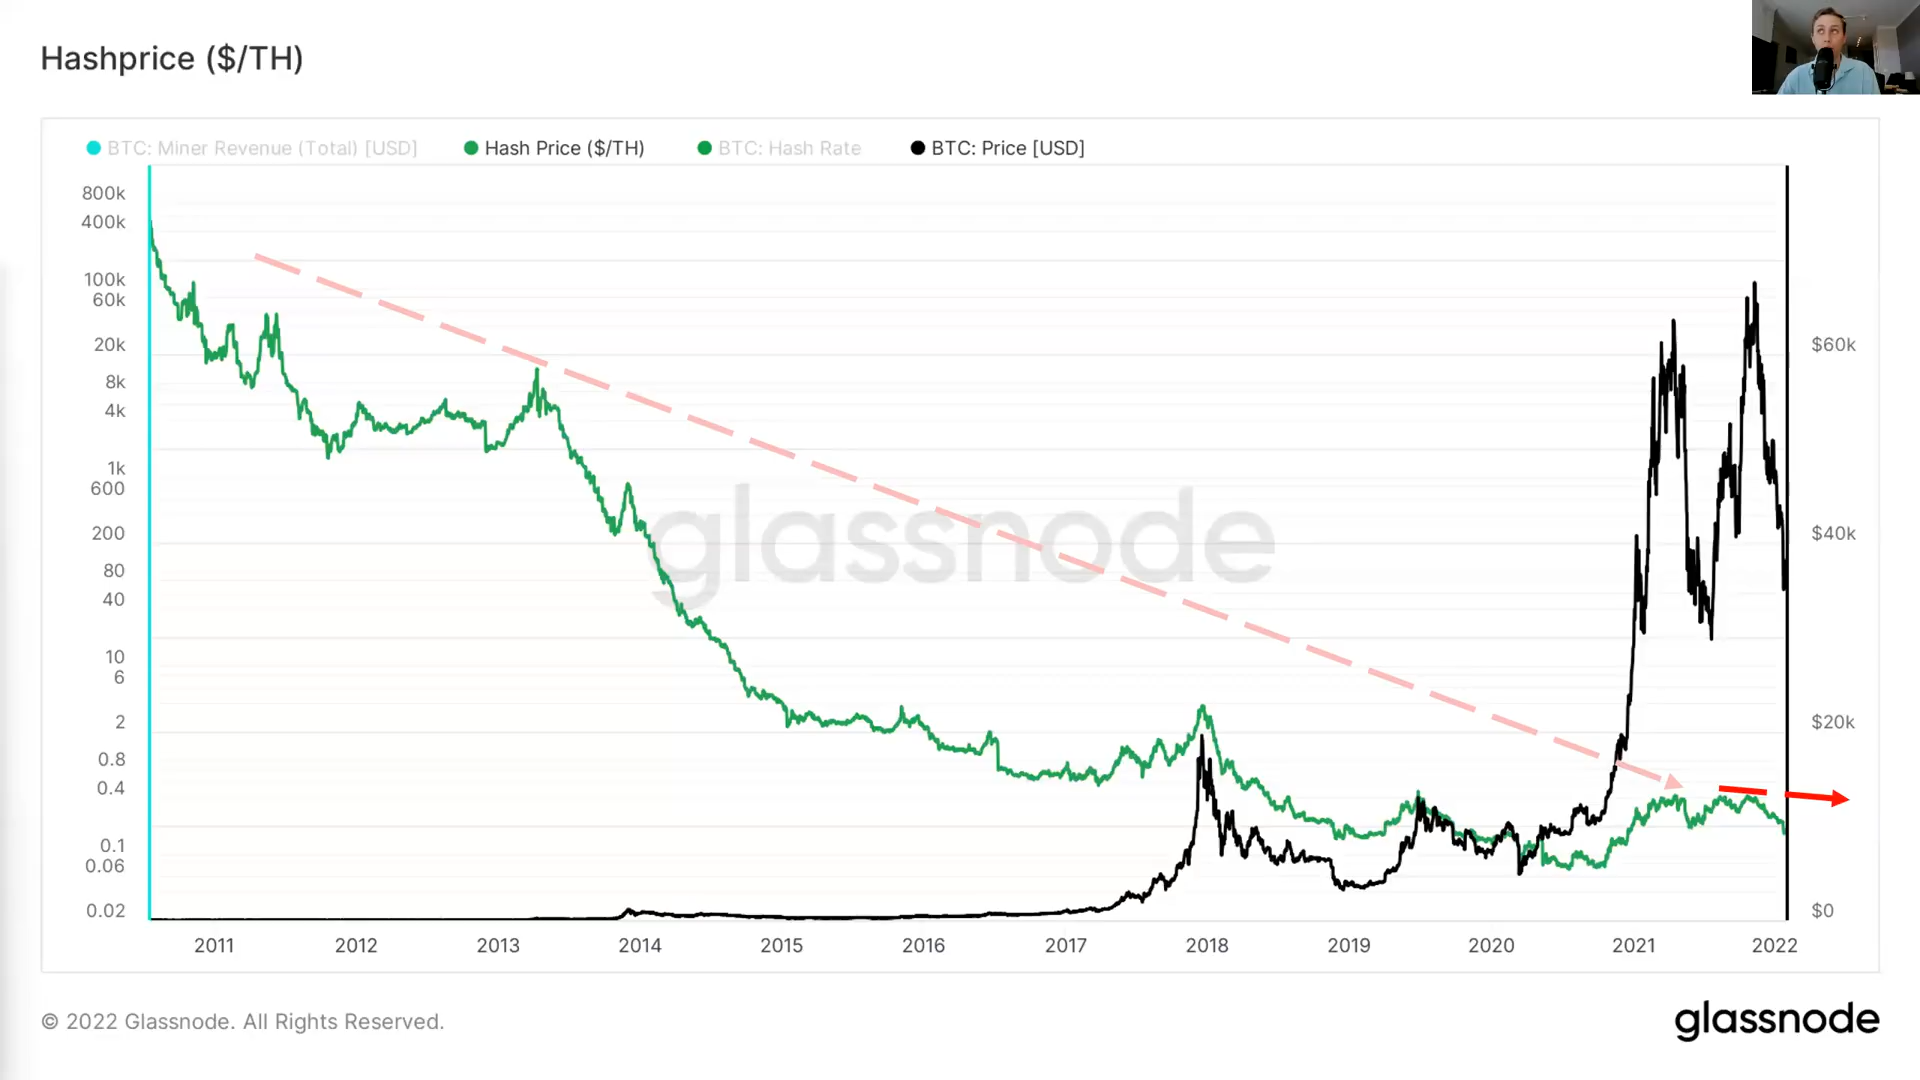 Hashprice ($/TH)
BTC: Miner Revenue (Total) [USD] Hash Price ($/TH) BTC: Hash Rate BTC: Price [USD]
800k
400k
100k
60k
20k
8k
4k
1k
600
200
80
40
10
6
2
0.8
0.4
0.1
0.06
0.02
$60k
$40k
$20k
$0
glassnode
2011 2012 2013 2014 2015 2016 2017 2018 2019 2020 2021 2022
© 2022 Glassnode. All Rights Reserved.
glassnode